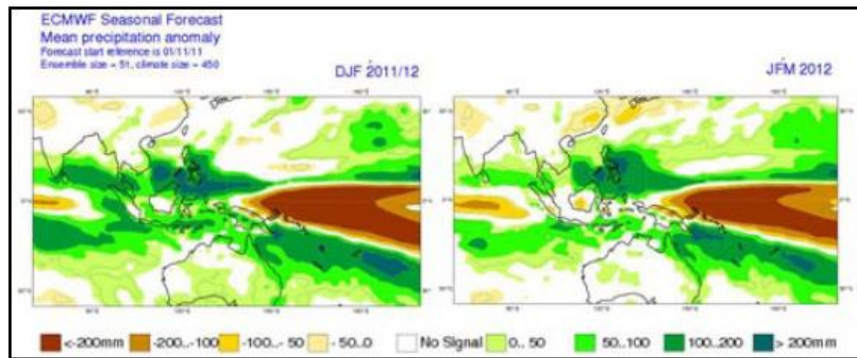 ECMWF Seasonal Forecast
Mean precipitation anomaly
Forecast start reference is 01/11/11
Ensemble size = 51, climate size = 450
DJF 2011/12
JFM 2012
<-200mm -200..-100 -100..- 50 - 50..0 No Signal 0.. 50 50..100 100..200 > 200mm